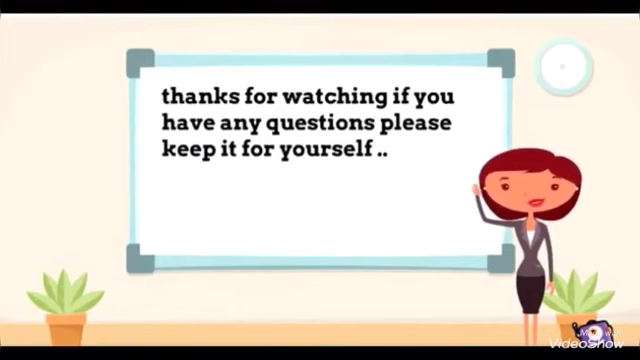 thanks for watching if you
have any questions please
keep it for yourself ..
VideoShow